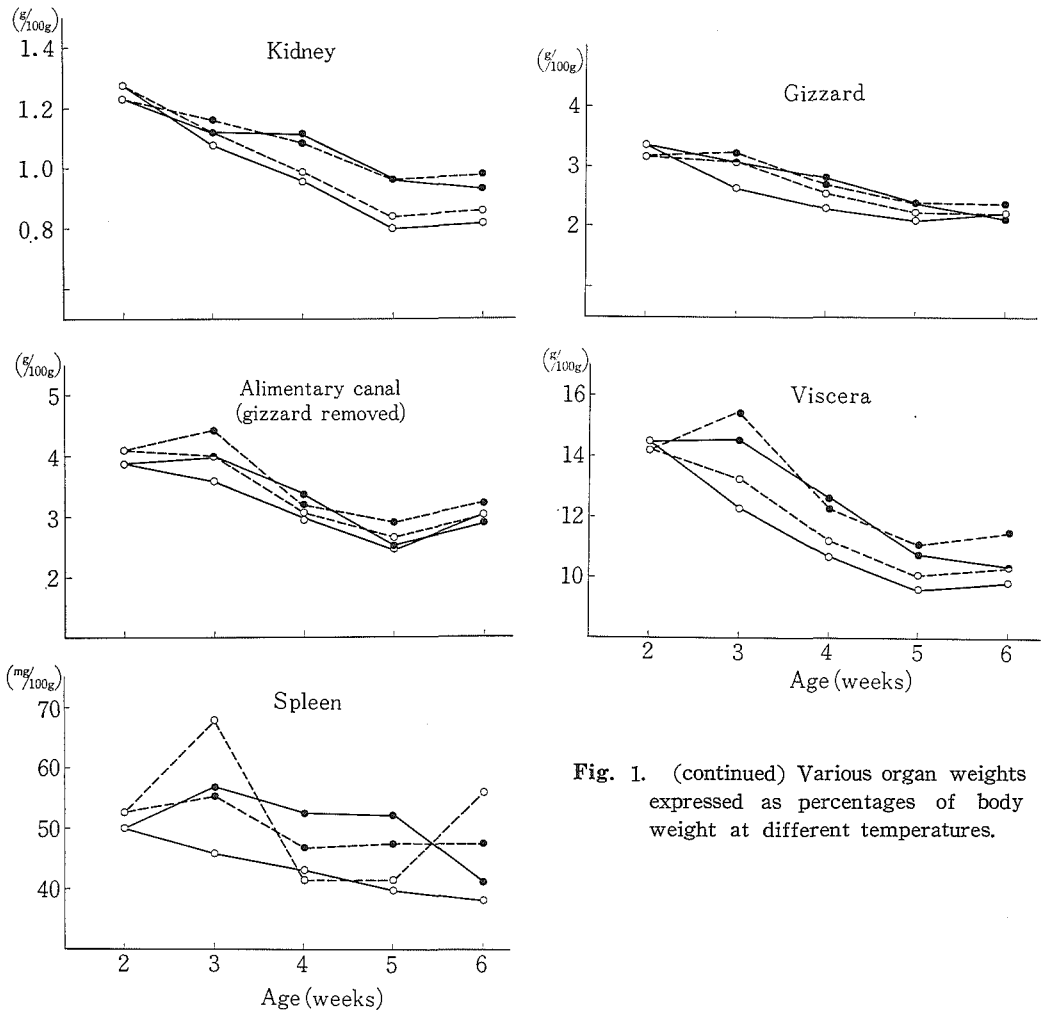 (g/100g)
Kidney
1.4
1.2
1.0
0.8
(g/100g)
Gizzard
4
3
2
(g/100g)
Alimentary canal
(gizzard removed)
5
4
3
2
(g/100g)
Viscera
16
14
12
10
2 3 4 5 6
Age (weeks)
(mg/100g)
Spleen
70
60
50
40
2 3 4 5 6
Age (weeks)
Fig. 1. (continued) Various organ weights
expressed as percentages of body
weight at different temperatures.